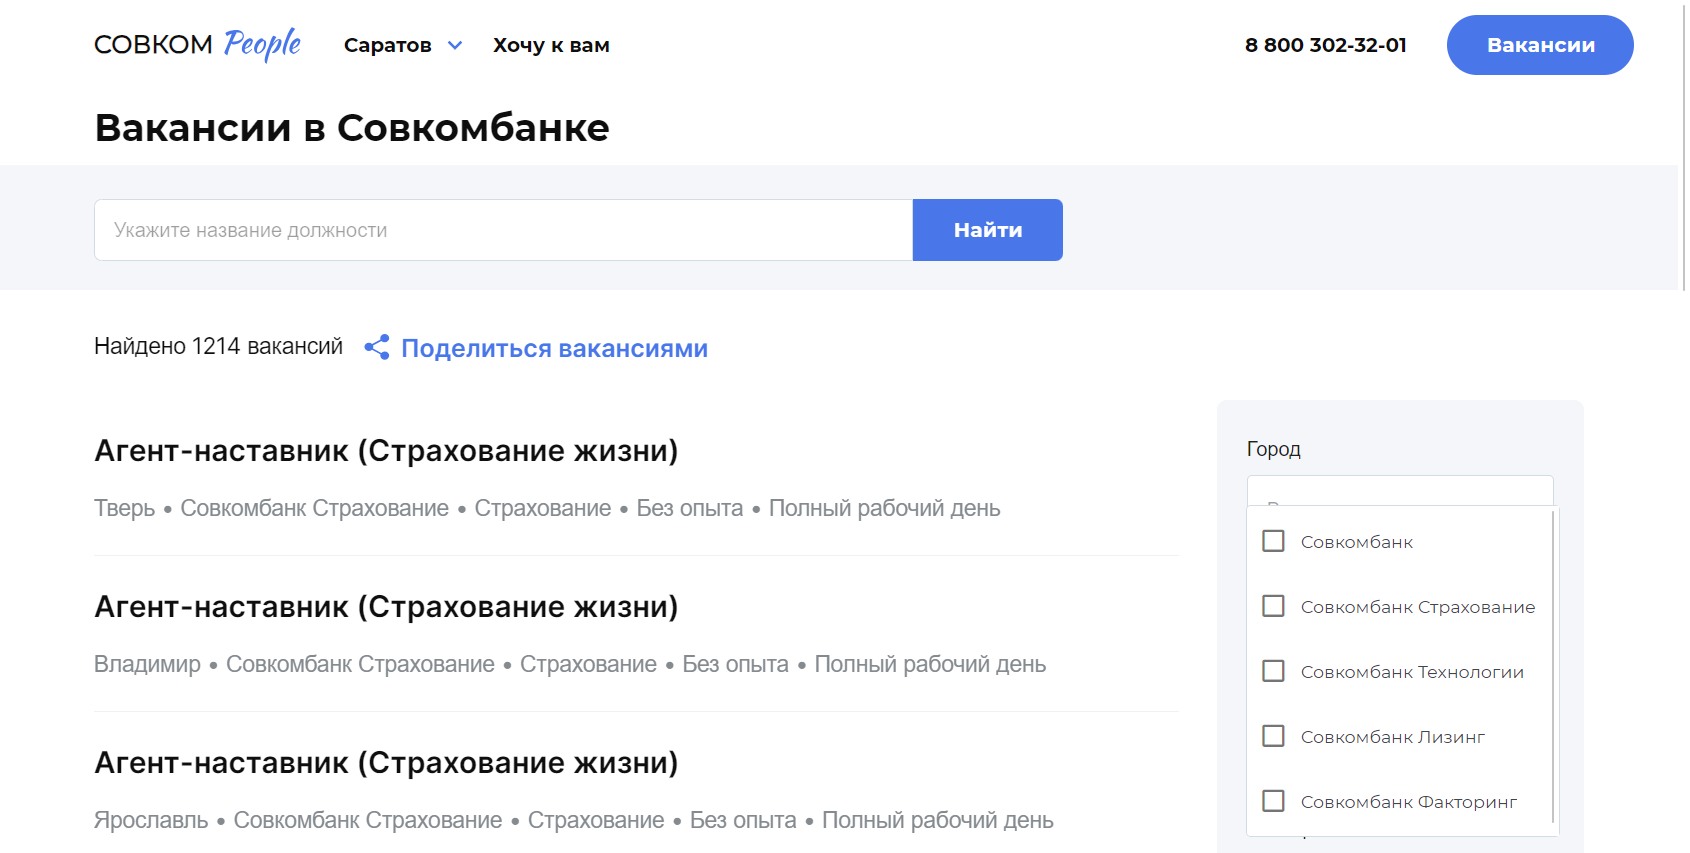 СОВКОМ People
Саратов
Хочу к вам
8 800 302-32-01
Вакансии
Вакансии в Совкомбанке
Укажите название должности
Найти
Найдено 1214 вакансий
Поделиться вакансиями
Агент-наставник (Страхование жизни)
Тверь • Совкомбанк Страхование • Страхование • Без опыта • Полный рабочий день
Агент-наставник (Страхование жизни)
Владимир • Совкомбанк Страхование • Страхование • Без опыта • Полный рабочий день
Агент-наставник (Страхование жизни)
Ярославль • Совкомбанк Страхование • Страхование • Без опыта • Полный рабочий день
Город
Совкомбанк
Совкомбанк Страхование
Совкомбанк Технологии
Совкомбанк Лизинг
Совкомбанк Факторинг